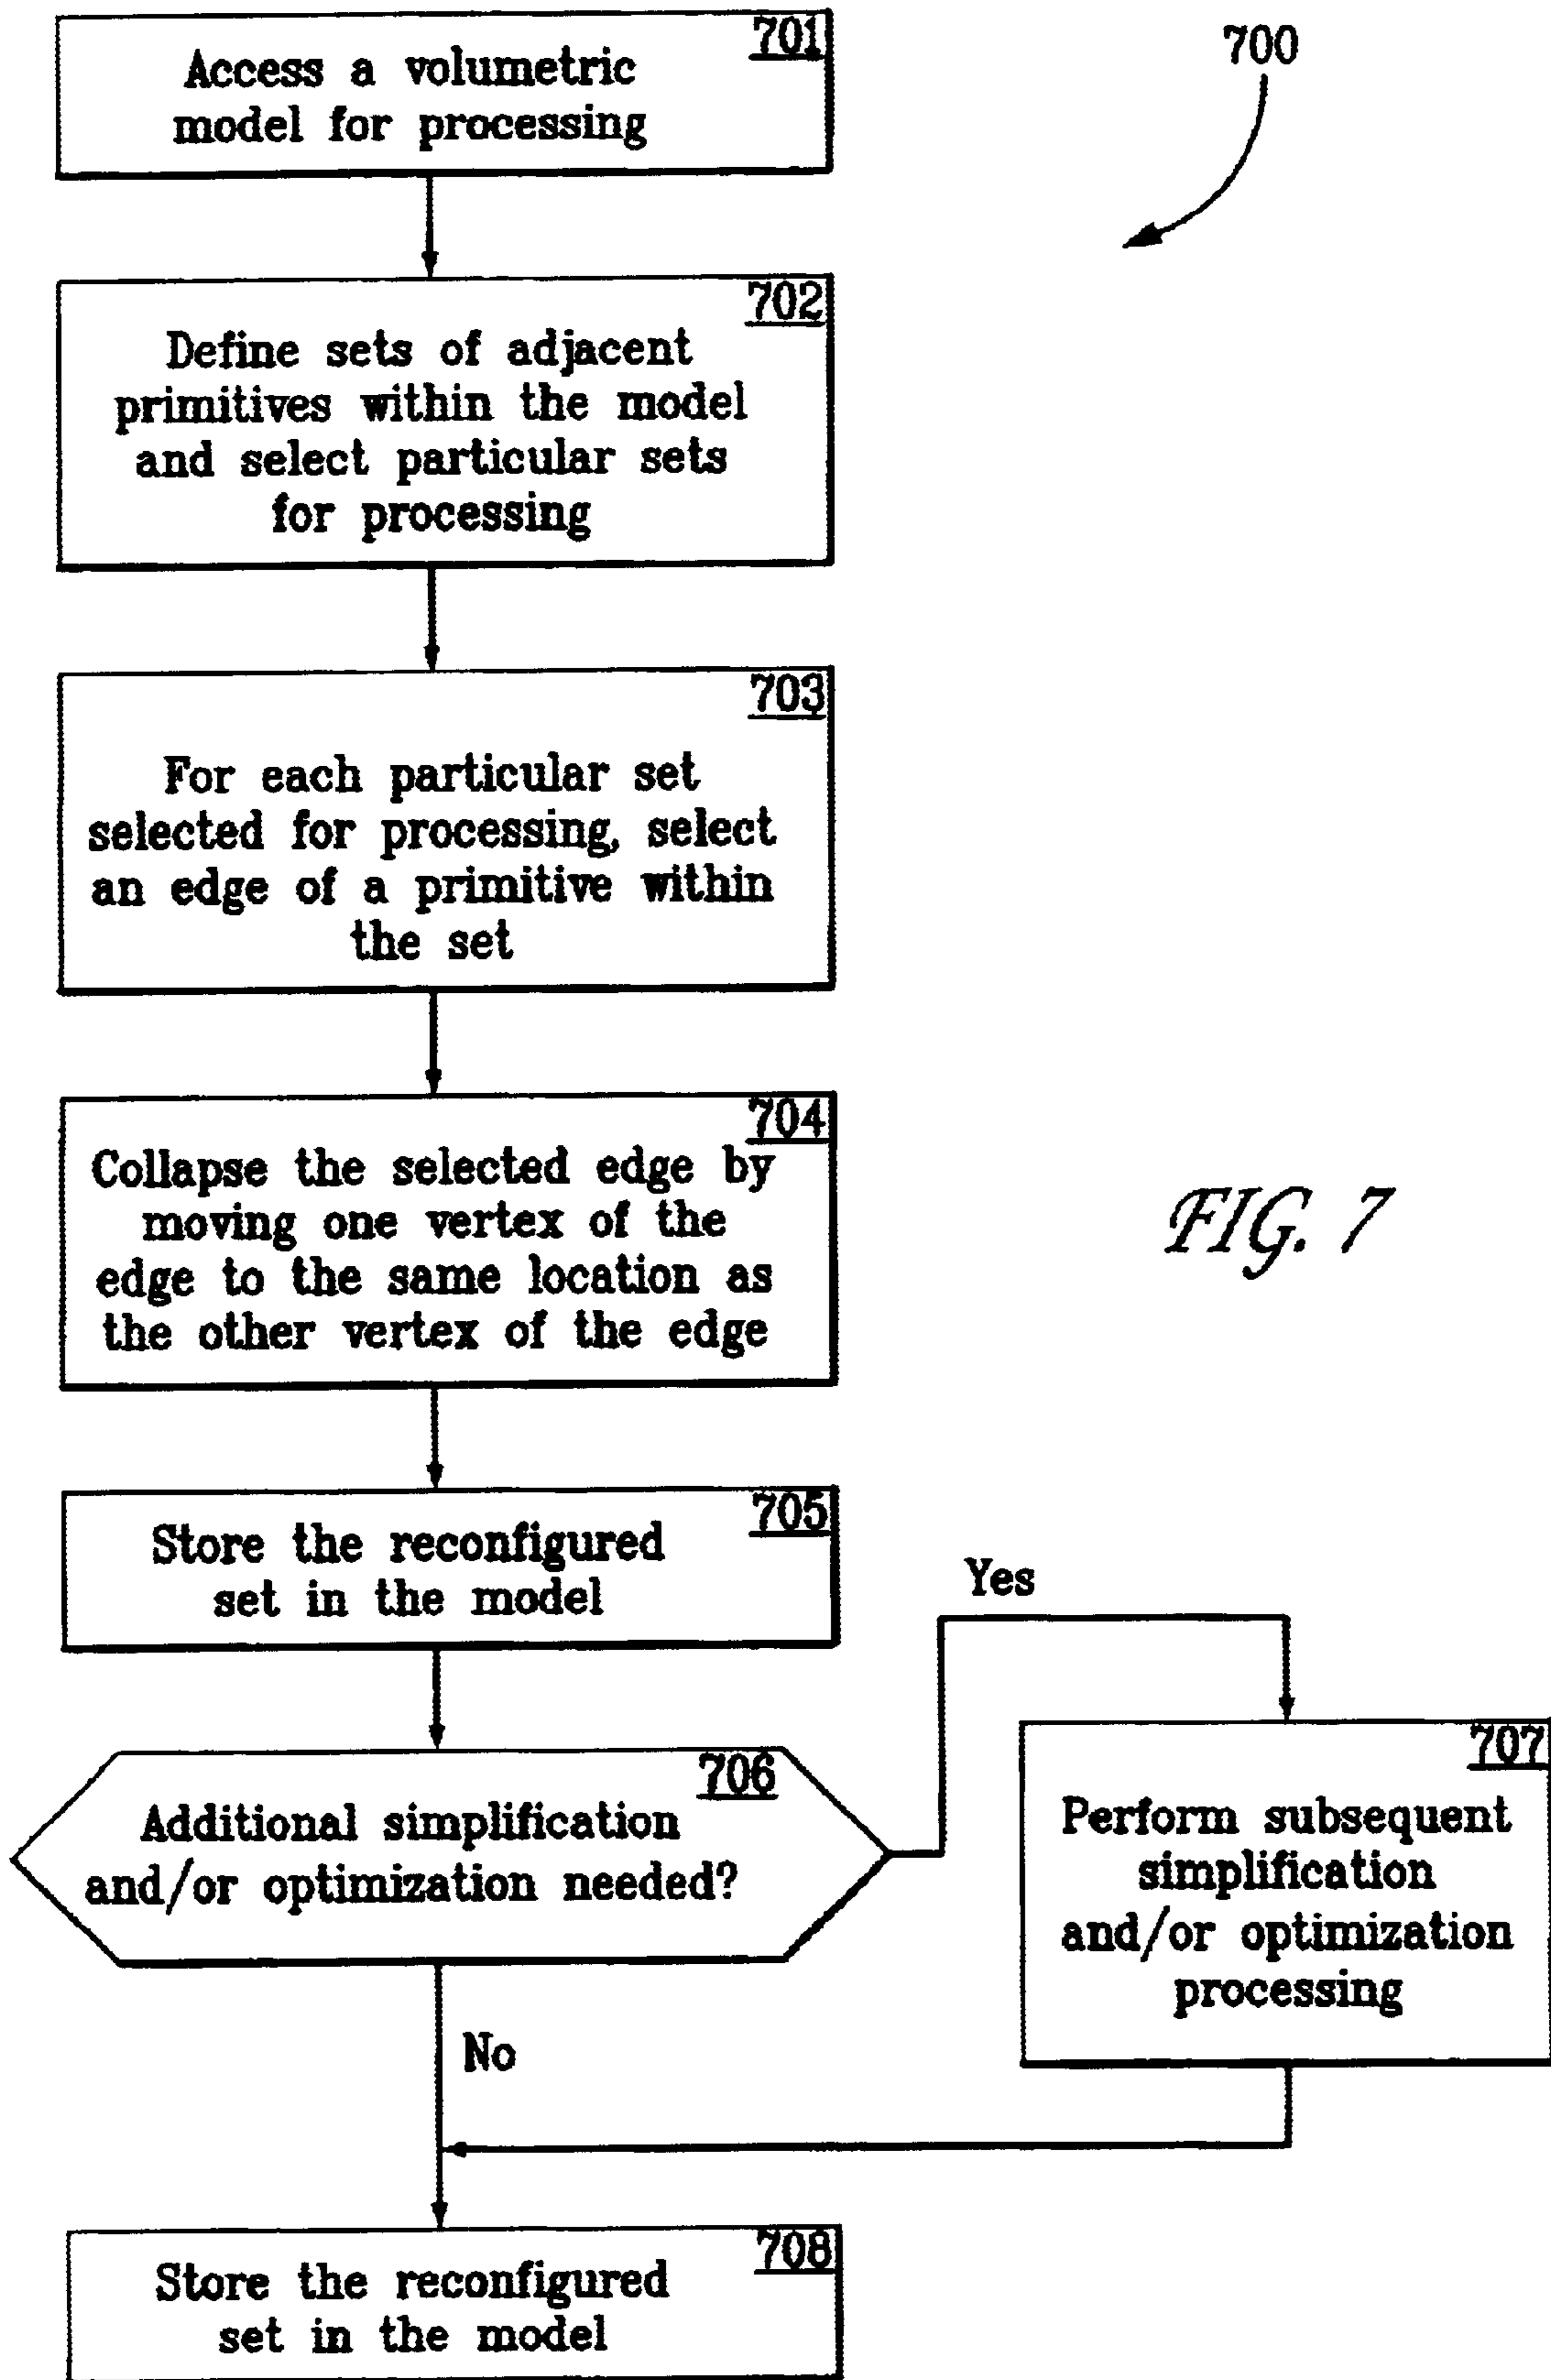 701
Access a volumetric
model for processing
700
702
Define sets of adjacent
primitives within the model
and select particular sets
for processing
703
For each particular set
selected for processing, select
an edge of a primitive within
the set
704
Collapse the selected edge by
moving one vertex of the
edge to the same location as
the other vertex of the edge
FIG. 7
705
Store the reconfigured
set in the model
Yes
706
Additional simplification
and/or optimization needed?
707
Perform subsequent
simplification
and/or optimization
processing
No
708
Store the reconfigured
set in the model